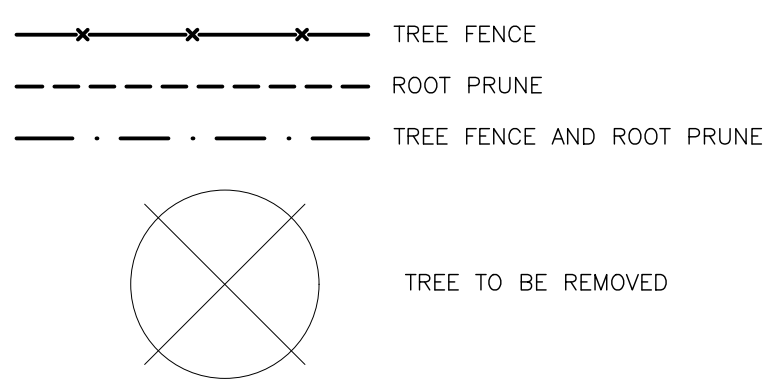 TREE FENCE
ROOT PRUNE
TREE FENCE AND ROOT PRUNE
TREE TO BE REMOVED